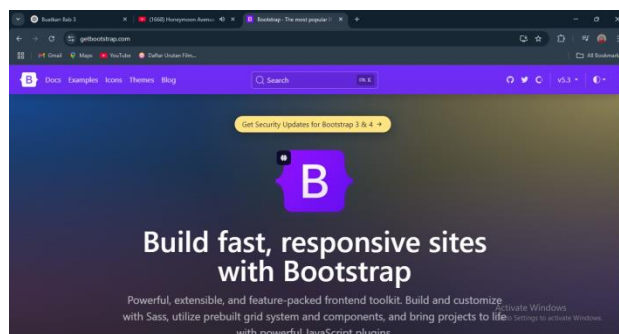 Buatkan Bab 3
(1668) Honeymoon Avenue
Bootstrap · The most popular H
getbootstrap.com
Gmail
Maps
YouTube
Daftar Unutan Film...
All Bookmarks
B
Docs
Examples
Icons
Themes
Blog
Search
v5.3
Get Security Updates for Bootstrap 3 & 4 →
B
Build fast, responsive sites
with Bootstrap
Powerful, extensible, and feature-packed frontend toolkit. Build and customize
with Sass, utilize prebuilt grid system and components, and bring projects to life
with powerful JavaScript plugins.
Activate Windows
Go to Settings to activate Windows.